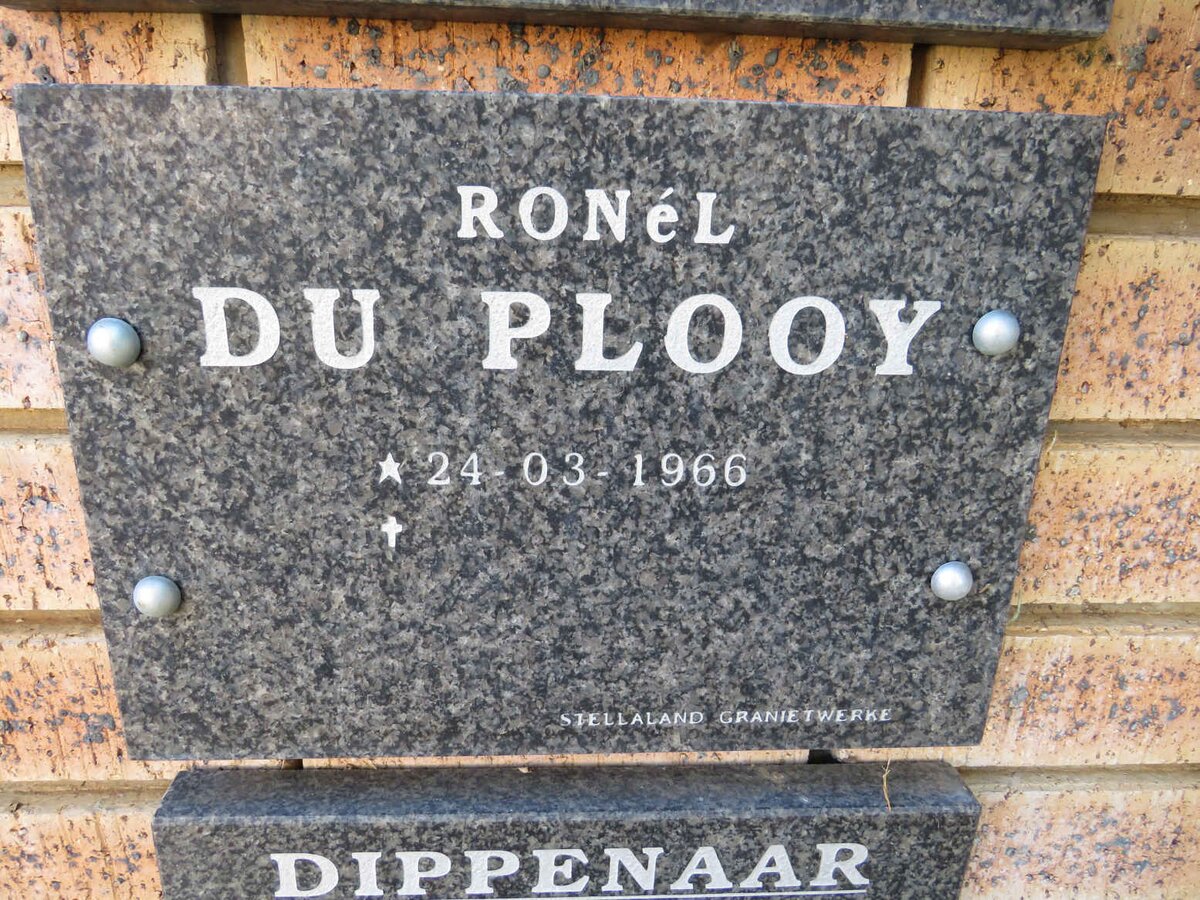 RONéL
DU PLOOY
★ 24-03-1966
✝
STELLALAND GRANIETWERKE
DIPPENAAR